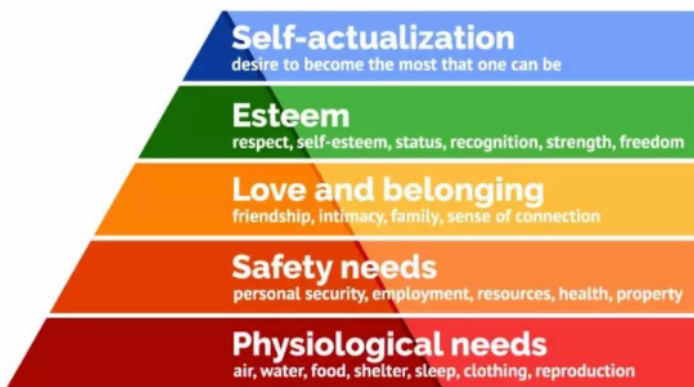 Self-actualization
desire to become the most that one can be
Esteem
respect, self-esteem, status, recognition, strength, freedom
Love and belonging
friendship, intimacy, family, sense of connection
Safety needs
personal security, employment, resources, health, property
Physiological needs
air, water, food, shelter, sleep, clothing, reproduction